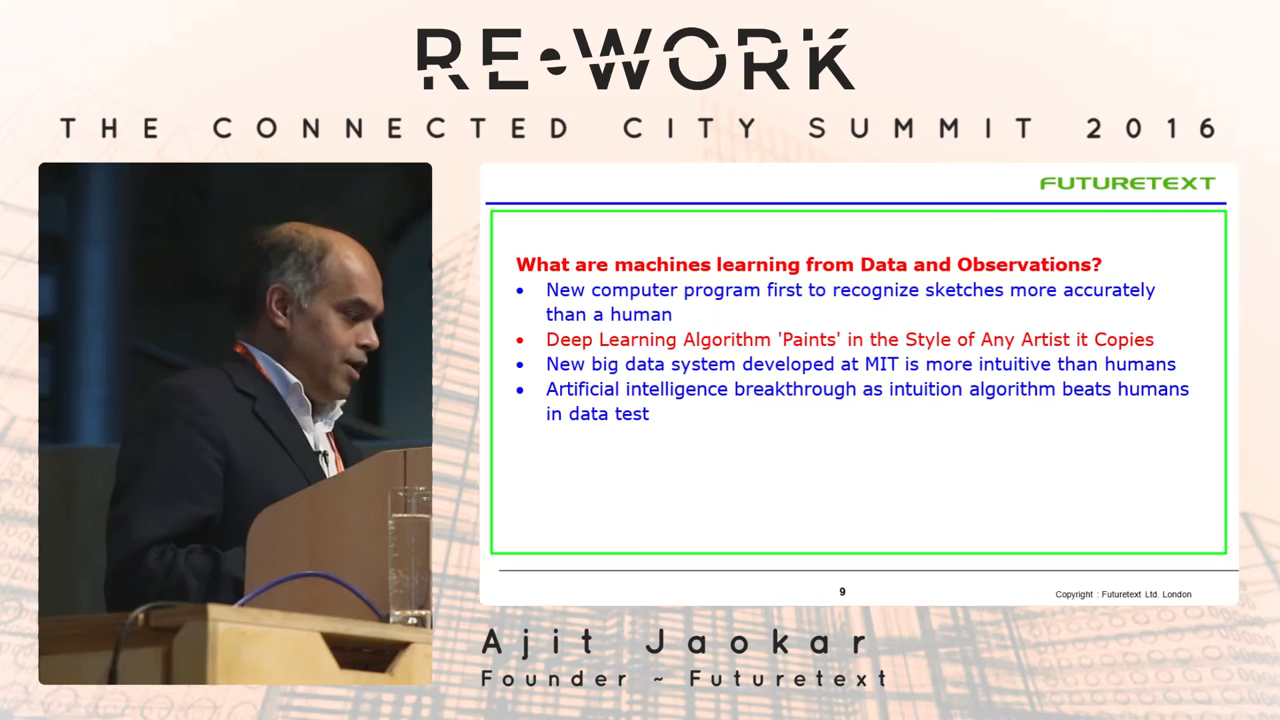 RE•WORK
THE CONNECTED CITY SUMMIT 2016
FUTURETEXT
What are machines learning from Data and Observations?
• New computer program first to recognize sketches more accurately
than a human
• Deep Learning Algorithm 'Paints' in the Style of Any Artist it Copies
• New big data system developed at MIT is more intuitive than humans
• Artificial intelligence breakthrough as intuition algorithm beats humans
in data test
9
Copyright : Futuretext Ltd. London
Ajit Jaokar
Founder ~ Futuretext